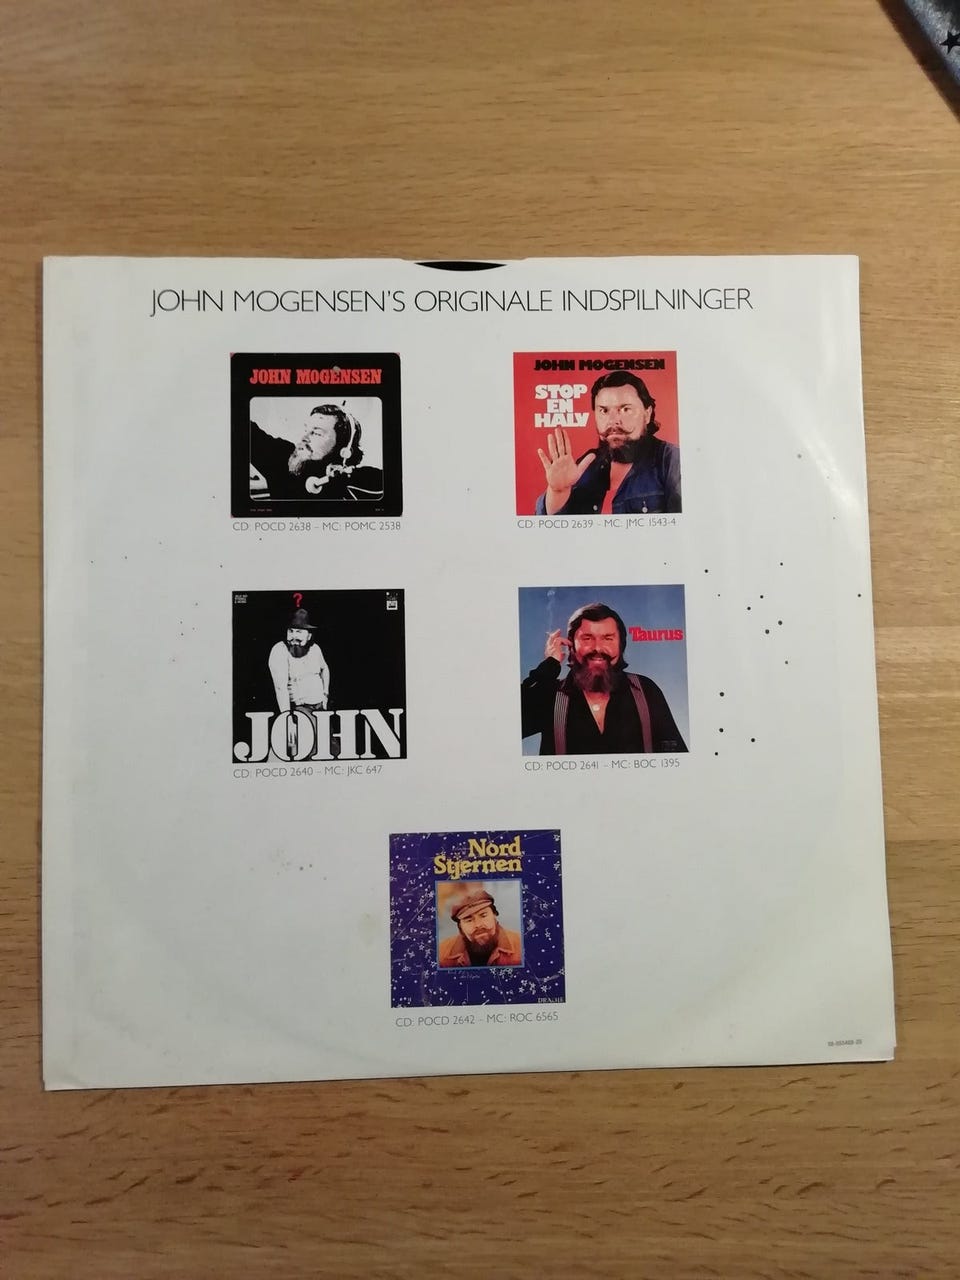 JOHN MOGENSEN'S ORIGINALE INDSPILNINGER
JOHN MOGENSEN
CD: POCD 2638 – MC: POMC 2538
JOHN MOGENSEN
STOP
EN
HALV
CD: POCD 2639 – MC: JMC 1543-4
?
JOHN
CD: POCD 2640 – MC: JKC 647
Taurus
CD: POCD 2641 – MC: BOC 1395
Nord
Stjernen
CD: POCD 2642 – MC: ROC 6565